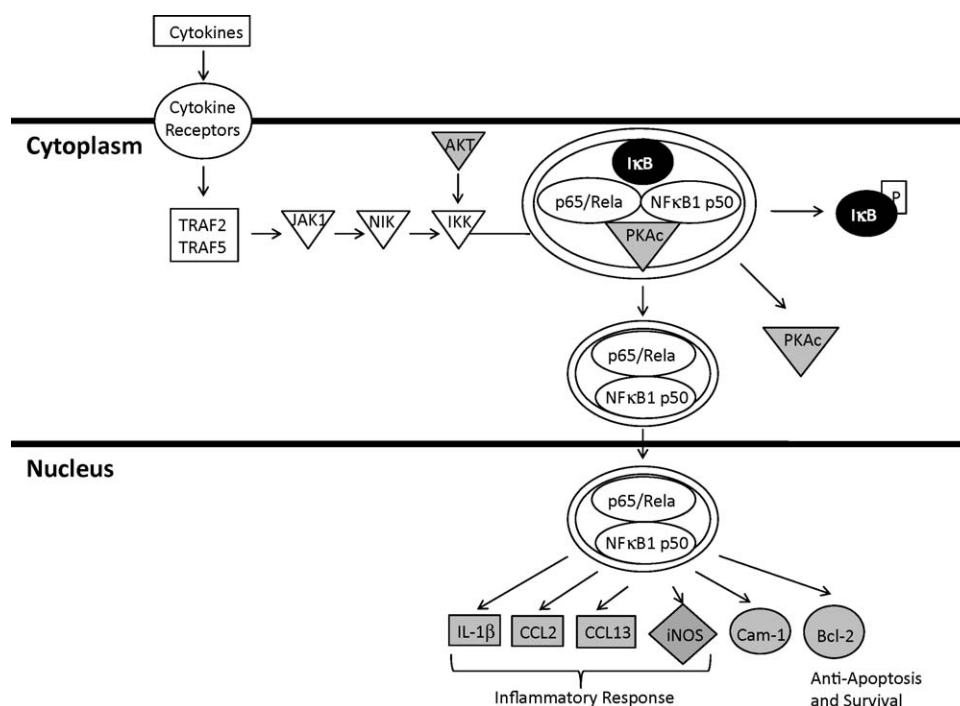 Cytokines
Cytokine
Receptors
Cytoplasm
AKT
IκB
p65/Rela
NFκB1 p50
P
IκB
TRAF2
TRAF5
JAK1
NIK
IKK
PKAc
PKAc
p65/Rela
NFκB1 p50
Nucleus
p65/Rela
NFκB1 p50
IL-1β
CCL2
CCL13
iNOS
Cam-1
Bcl-2
Inflammatory Response
Anti-Apoptosis
and Survival